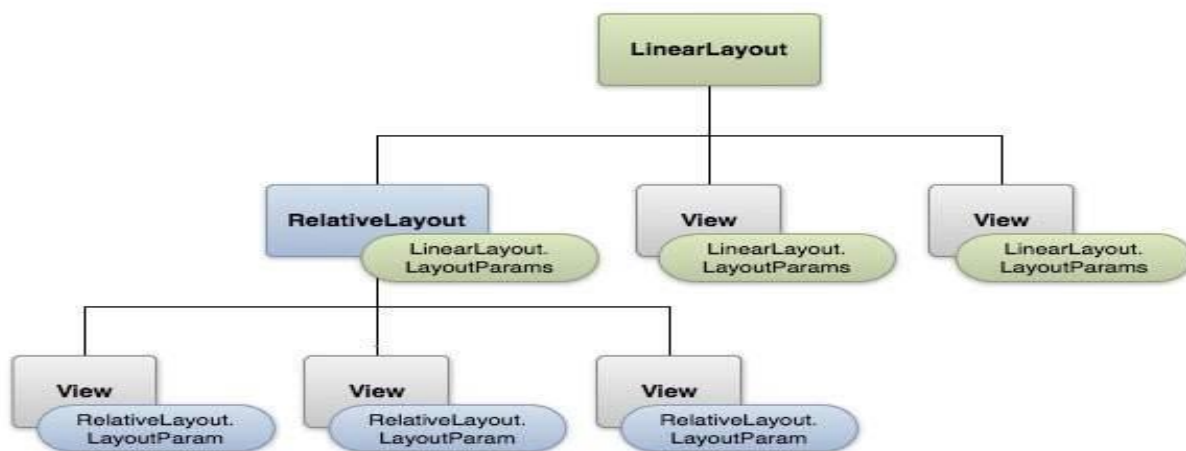 LinearLayout
RelativeLayout
LinearLayout.
LayoutParams
View
LinearLayout.
LayoutParams
View
LinearLayout.
LayoutParams
View
RelativeLayout.
LayoutParam
View
RelativeLayout.
LayoutParam
View
RelativeLayout.
LayoutParam